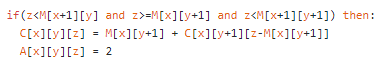 if(z<M[x+1][y] and z>=M[x][y+1] and z<M[x+1][y+1]) then:
C[x][y][z] = M[x][y+1] + C[x][y+1][z-M[x][y+1]]
A[x][y][z] = 2